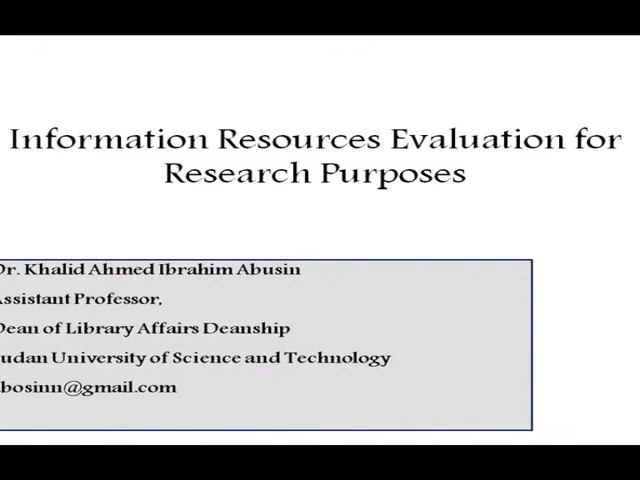 Information Resources Evaluation for
Research Purposes
Dr. Khalid Ahmed Ibrahim Abusin
Assistant Professor,
Dean of Library Affairs Deanship
udan University of Science and Technology
bosinn@gmail.com